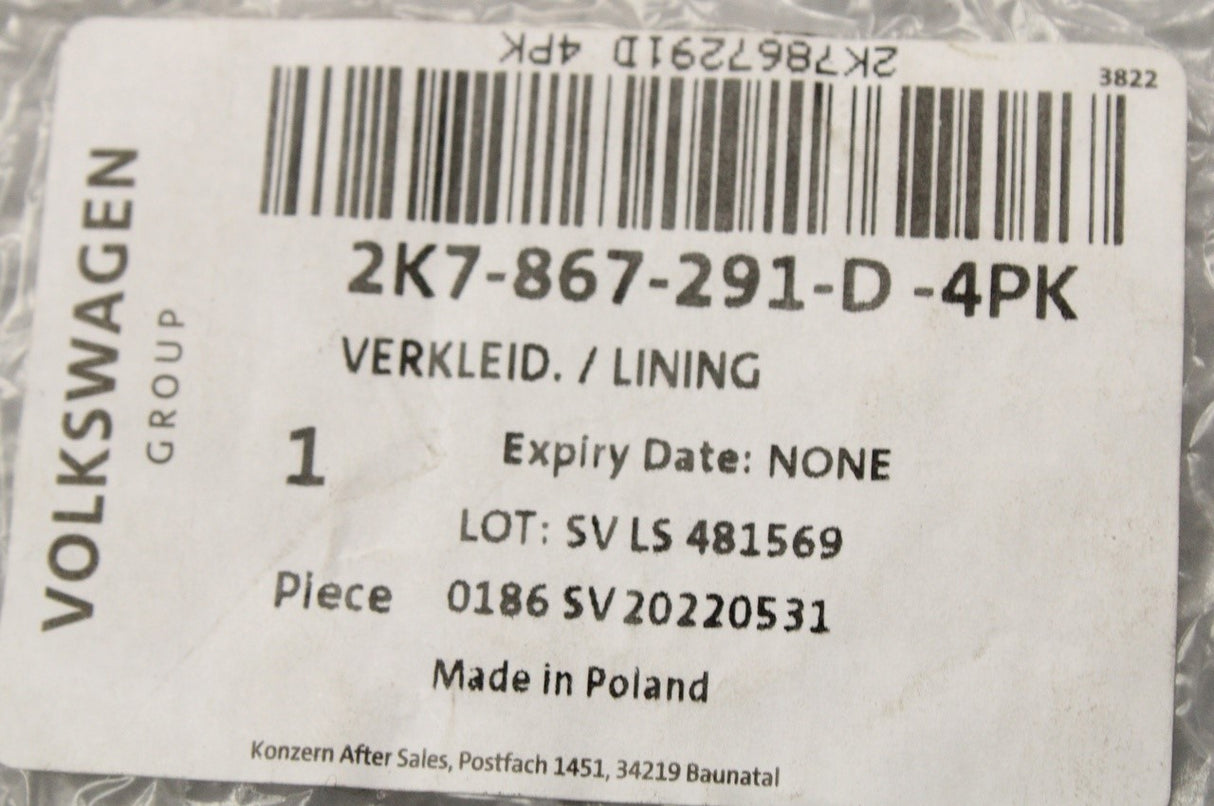 2K7867291D 4PK
3822
2K7-867-291-D -4PK
VERKLEID. / LINING
1
Expiry Date: NONE
LOT: SV LS 481569
Piece 0186 SV 20220531
Made in Poland
Konzern After Sales, Postfach 1451, 34219 Baunatal
VOLKSWAGEN
GROUP